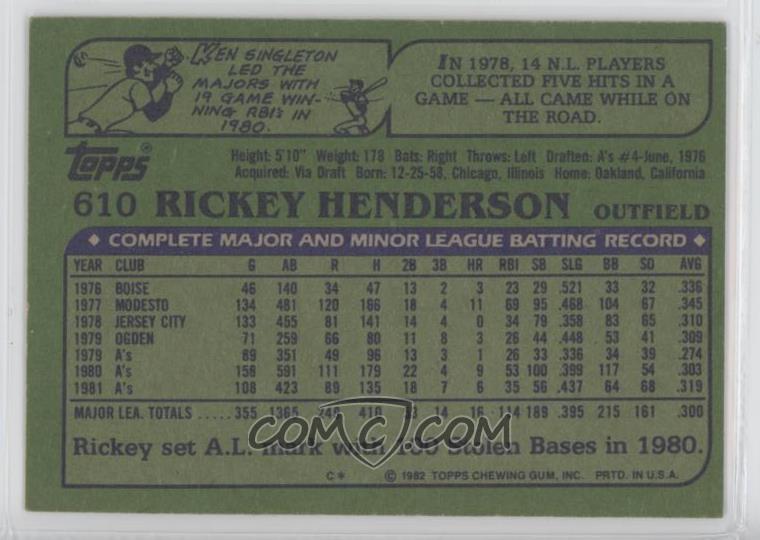 KEN SINGLETON
LED THE
MAJORS WITH
19 GAME WIN-
NING RBI's IN
1980.
IN 1978, 14 N.L. PLAYERS
COLLECTED FIVE HITS IN A
GAME — ALL CAME WHILE ON
THE ROAD.
Topps®
Height: 5'10" Weight: 178 Bats: Right Throws: Left Drafted: A's #4-June, 1976
Acquired: Via Draft Born: 12-25-58, Chicago, Illinois Home: Oakland, California
610 RICKEY HENDERSON OUTFIELD
◆ COMPLETE MAJOR AND MINOR LEAGUE BATTING RECORD ◆
YEAR CLUB G AB R H 2B 3B HR RBI SB SLG BB SO AVG
1976 BOISE 46 140 34 47 13 2 3 23 29 .521 33 32 .336
1977 MODESTO 134 481 120 166 18 4 11 69 95 .468 104 67 .345
1978 JERSEY CITY 133 455 81 141 14 4 0 34 79 .358 83 65 .310
1979 OGDEN 71 259 66 80 11 8 3 26 44 .448 53 41 .309
1979 A's 89 351 49 96 13 3 1 26 33 .336 34 39 .274
1980 A's 158 591 111 179 22 4 9 53 100 .399 117 54 .303
1981 A's 108 423 89 135 18 7 6 35 56 .437 64 68 .319
MAJOR LEA. TOTALS ..... 355 1365 249 410 53 14 16 114 189 .395 215 161 .300
Rickey set A.L. mark with 100 Stolen Bases in 1980.
COMC.COM
C* © 1982 TOPPS CHEWING GUM, INC. PRTD. IN U.S.A.